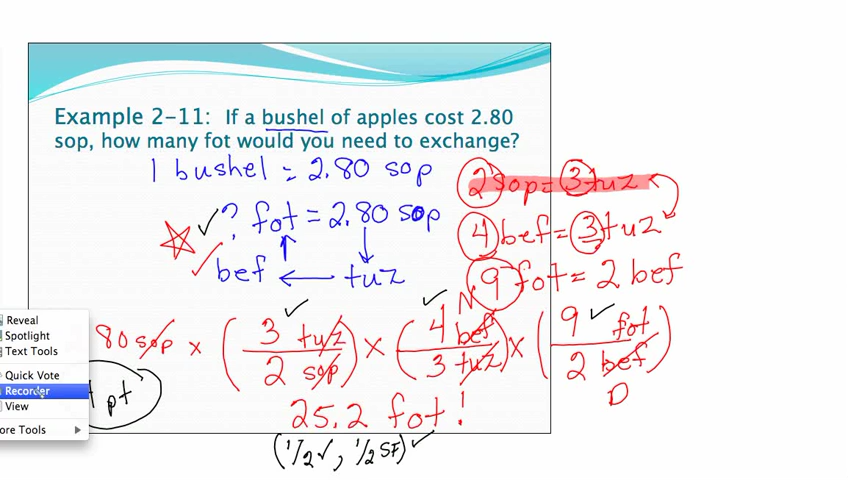 Example 2-11: If a bushel of apples cost 2.80
sop, how many fot would you need to exchange?
1 bushel = 2.80 sop
2 sop = 3 tuz
? fot = 2.80 sop
4 bef = 3 tuz
bef ← tuz
9 fot = 2 bef
80 sop × (3 tuz / 2 sop) × (4 bef / 3 tuz) × (9 fot / 2 bef)
N
D
25.2 fot!
(1/2 ✓, 1/2 SF) ✓
pt
Reveal
Spotlight
Text Tools
Quick Vote
Recorder
View
ore Tools